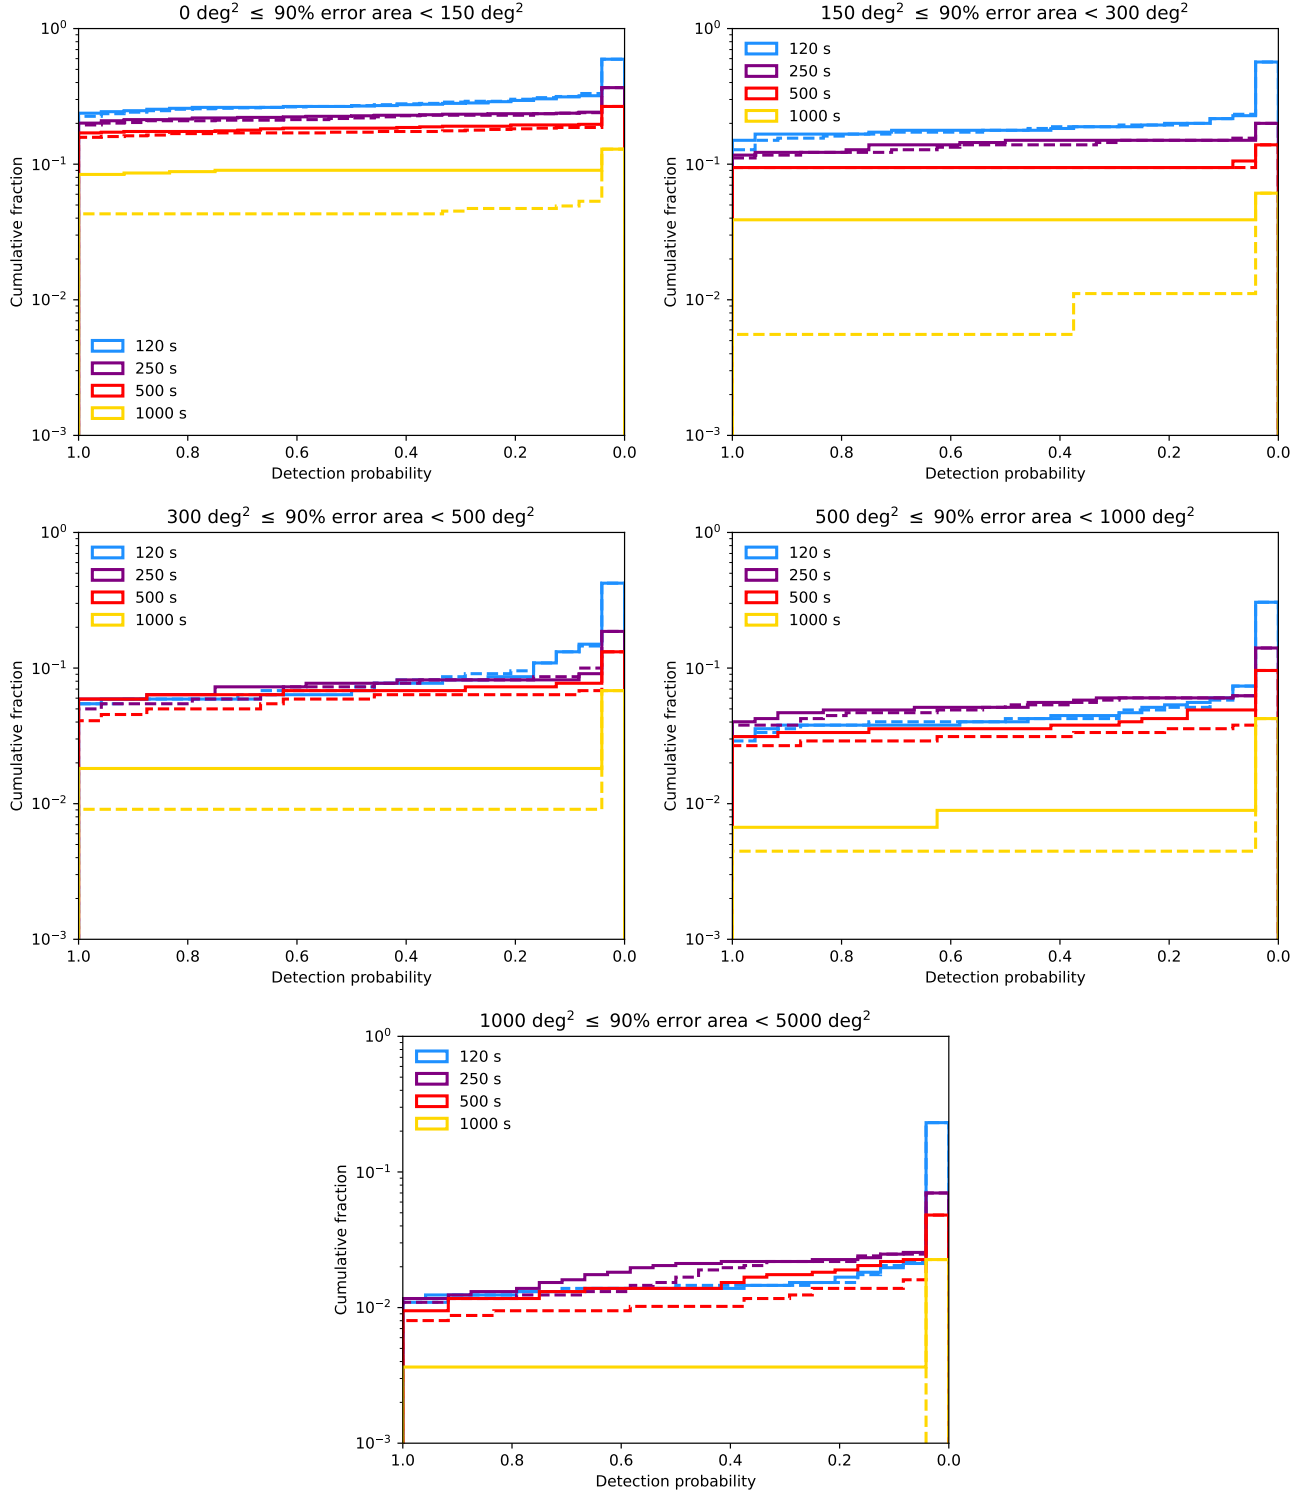 0 deg² ≤ 90% error area < 150 deg²
10⁰
10⁻¹
10⁻²
10⁻³
Cumulative fraction
120 s
250 s
500 s
1000 s
1.0 0.8 0.6 0.4 0.2 0.0
Detection probability
150 deg² ≤ 90% error area < 300 deg²
10⁰
10⁻¹
10⁻²
10⁻³
Cumulative fraction
120 s
250 s
500 s
1000 s
1.0 0.8 0.6 0.4 0.2 0.0
Detection probability
300 deg² ≤ 90% error area < 500 deg²
10⁰
10⁻¹
10⁻²
10⁻³
Cumulative fraction
120 s
250 s
500 s
1000 s
1.0 0.8 0.6 0.4 0.2 0.0
Detection probability
500 deg² ≤ 90% error area < 1000 deg²
10⁰
10⁻¹
10⁻²
10⁻³
Cumulative fraction
120 s
250 s
500 s
1000 s
1.0 0.8 0.6 0.4 0.2 0.0
Detection probability
1000 deg² ≤ 90% error area < 5000 deg²
10⁰
10⁻¹
10⁻²
10⁻³
Cumulative fraction
120 s
250 s
500 s
1000 s
1.0 0.8 0.6 0.4 0.2 0.0
Detection probability